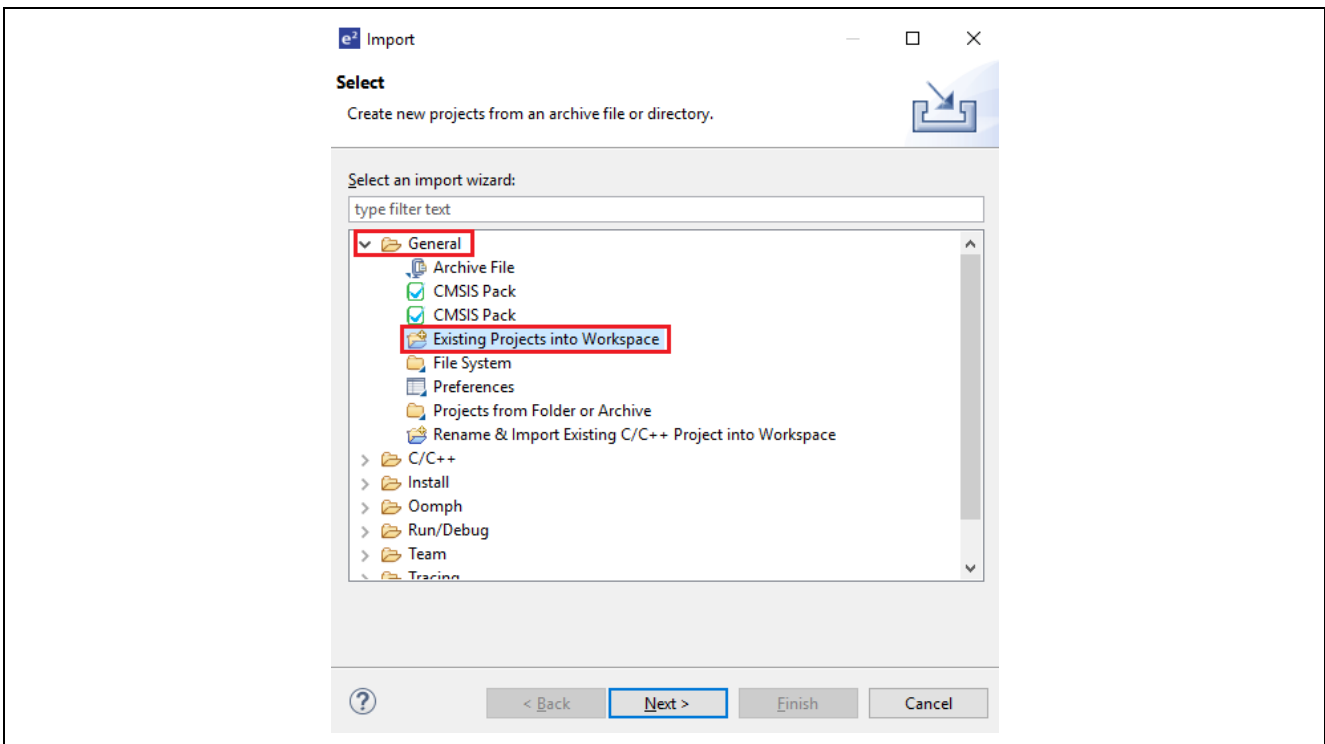 e² Import
Select
Create new projects from an archive file or directory.
Select an import wizard:
type filter text
General
Archive File
CMSIS Pack
CMSIS Pack
Existing Projects into Workspace
File System
Preferences
Projects from Folder or Archive
Rename & Import Existing C/C++ Project into Workspace
C/C++
Install
Oomph
Run/Debug
Team
Tracing
? < Back Next > Finish Cancel